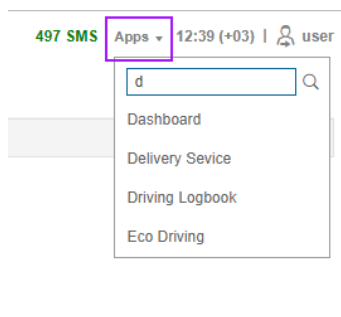 497 SMS Apps 12:39 (+03) | user
d
Dashboard
Delivery Sevice
Driving Logbook
Eco Driving